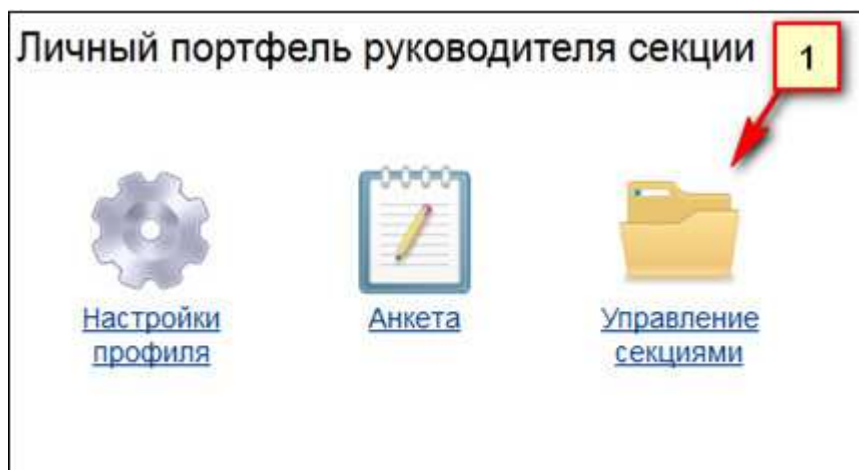 Личный портфель руководителя секции
1
Настройки
профиля
Анкета
Управление
секциями